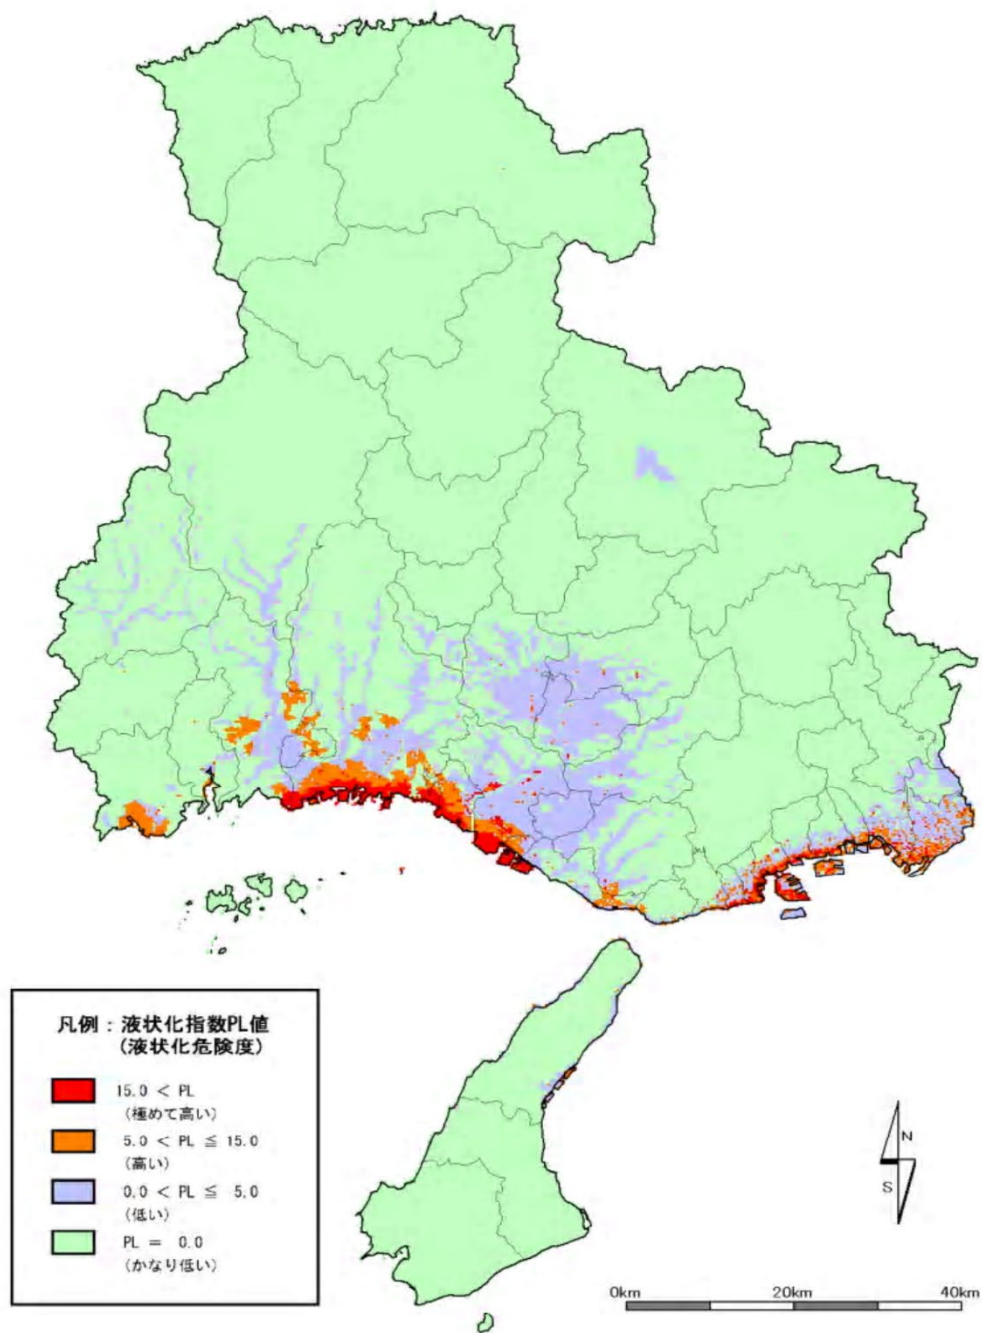 凡例：液状化指数PL値
（液状化危険度）
15.0 < PL
（極めて高い）
5.0 < PL ≦ 15.0
（高い）
0.0 < PL ≦ 5.0
（低い）
PL = 0.0
（かなり低い）
N
S
0km 20km 40km